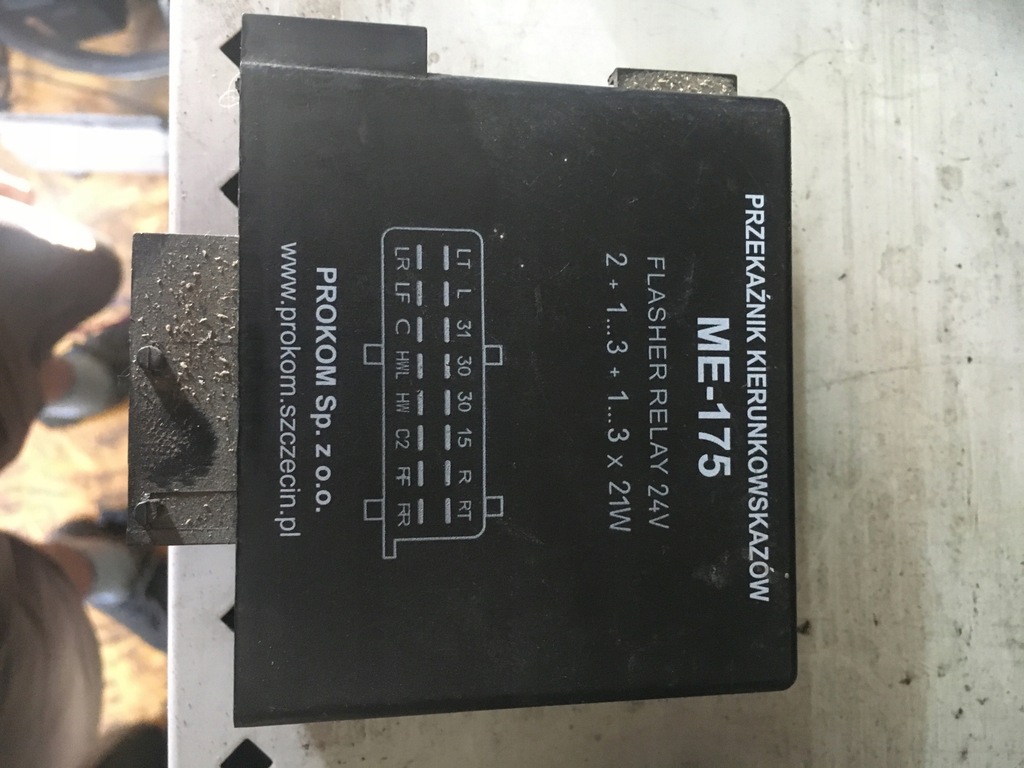 PRZEKAŹNIK KIERUNKOWSKAZÓW
ME-175
FLASHER RELAY 24V
2 + 1...3 + 1...3 x 21W
LT L 31 30 30 15 R RT
LR LF C HWL HW C2 RF RR
PROKOM Sp. z o.o.
www.prokom.szczecin.pl